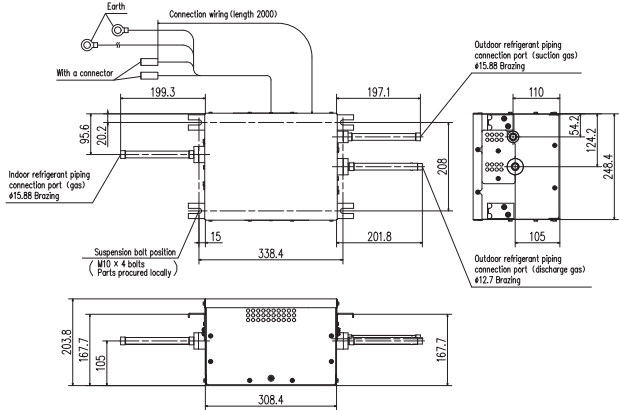 Earth
Connection wiring (length 2000)
With a connector
Outdoor refrigerant piping
connection port (suction gas)
ø15.88 Brazing
199.3
197.1
110
95.6
20.2
54.2
124.2
248.4
208
Indoor refrigerant piping
connection port (gas)
ø15.88 Brazing
15
338.4
201.8
105
Suspension bolt position
( M10 × 4 bolts
Parts procured locally )
Outdoor refrigerant piping
connection port (discharge gas)
ø12.7 Brazing
203.8
167.7
105
167.7
308.4